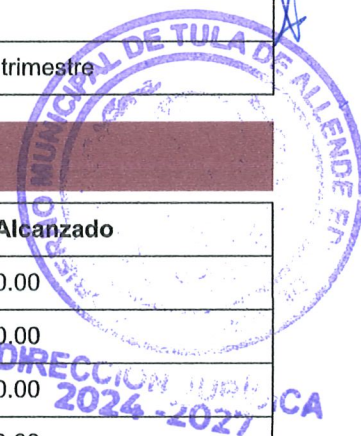 trimestre
MUNICIPAL DE TULA DE ALLENDE
Alcanzado
0.00
0.00
0.00
DIRECCIÓN JURÍDICA
2024 - 2027